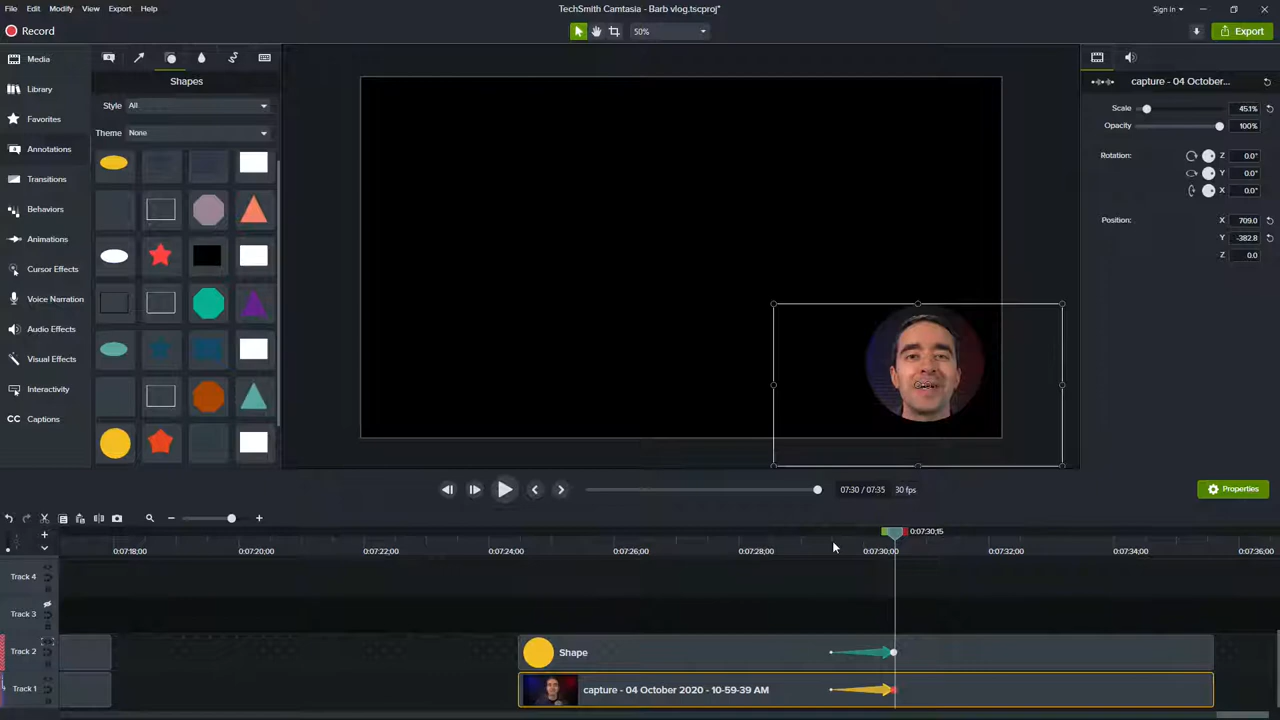 File Edit Modify View Export Help
TechSmith Camtasia - Barb vlog.tscproj*
Sign in
Record
50%
Export
Media
Library
Favorites
Annotations
Transitions
Behaviors
Animations
Cursor Effects
Voice Narration
Audio Effects
Visual Effects
Interactivity
CC Captions
Shapes
Style All
Theme None
capture - 04 October...
Scale 45.1%
Opacity 100%
Rotation: Z 0.0°
Y 0.0°
X 0.0°
Position: X 709.0
Y -382.8
Z 0.0
07:30 / 07:35 30 fps
Properties
0:07:30;15
0:07:18;00 0:07:20;00 0:07:22;00 0:07:24;00 0:07:26;00 0:07:28;00 0:07:30;00 0:07:32;00 0:07:34;00 0:07:36;00
Track 4
Track 3
Track 2 Shape
Track 1 capture - 04 October 2020 - 10-59-39 AM